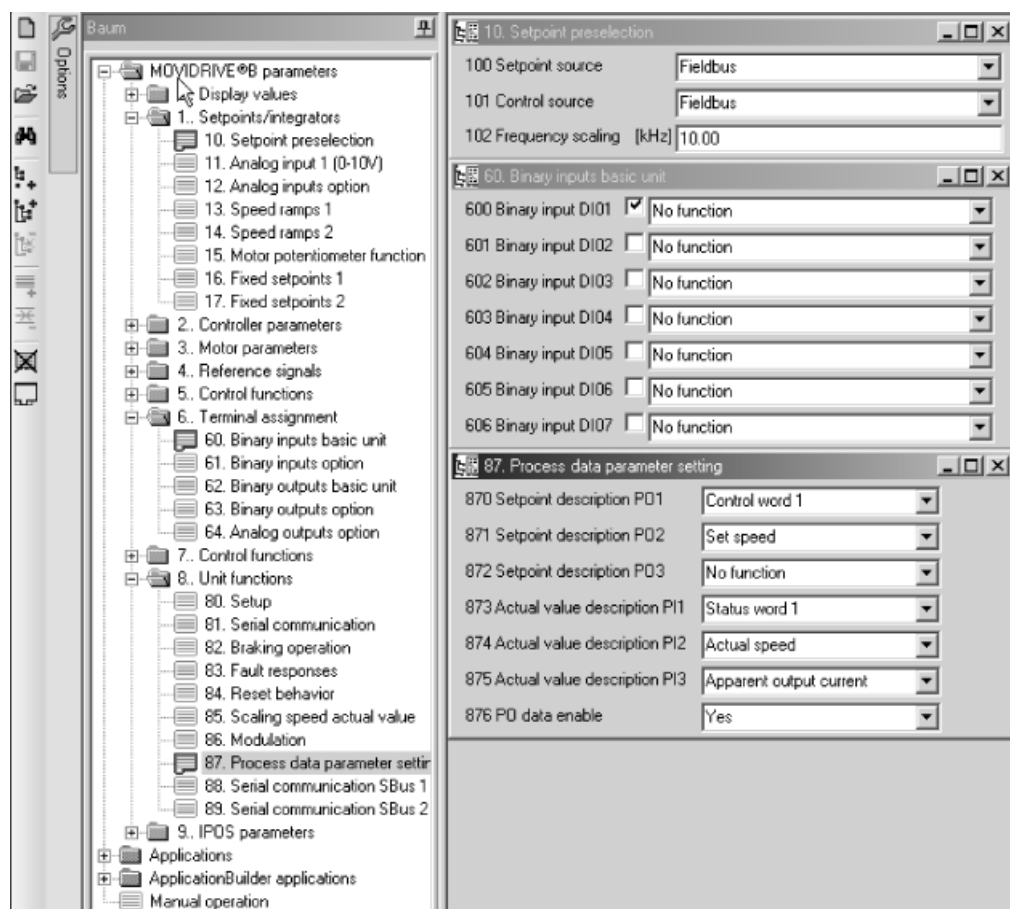 Options
Baum
MOVIDRIVE®B parameters
Display values
1.. Setpoints/integrators
10. Setpoint preselection
11. Analog input 1 (0-10V)
12. Analog inputs option
13. Speed ramps 1
14. Speed ramps 2
15. Motor potentiometer function
16. Fixed setpoints 1
17. Fixed setpoints 2
2.. Controller parameters
3.. Motor parameters
4.. Reference signals
5.. Control functions
6.. Terminal assignment
60. Binary inputs basic unit
61. Binary inputs option
62. Binary outputs basic unit
63. Binary outputs option
64. Analog outputs option
7.. Control functions
8.. Unit functions
80. Setup
81. Serial communication
82. Braking operation
83. Fault responses
84. Reset behavior
85. Scaling speed actual value
86. Modulation
87. Process data parameter settir
88. Serial communication SBus 1
89. Serial communication SBus 2
9.. IPOS parameters
Applications
ApplicationBuilder applications
Manual operation
10. Setpoint preselection
100 Setpoint source Fieldbus
101 Control source Fieldbus
102 Frequency scaling [kHz] 10.00
60. Binary inputs basic unit
600 Binary input DI01 No function
601 Binary input DI02 No function
602 Binary input DI03 No function
603 Binary input DI04 No function
604 Binary input DI05 No function
605 Binary input DI06 No function
606 Binary input DI07 No function
87. Process data parameter setting
870 Setpoint description PO1 Control word 1
871 Setpoint description PO2 Set speed
872 Setpoint description PO3 No function
873 Actual value description PI1 Status word 1
874 Actual value description PI2 Actual speed
875 Actual value description PI3 Apparent output current
876 PO data enable Yes